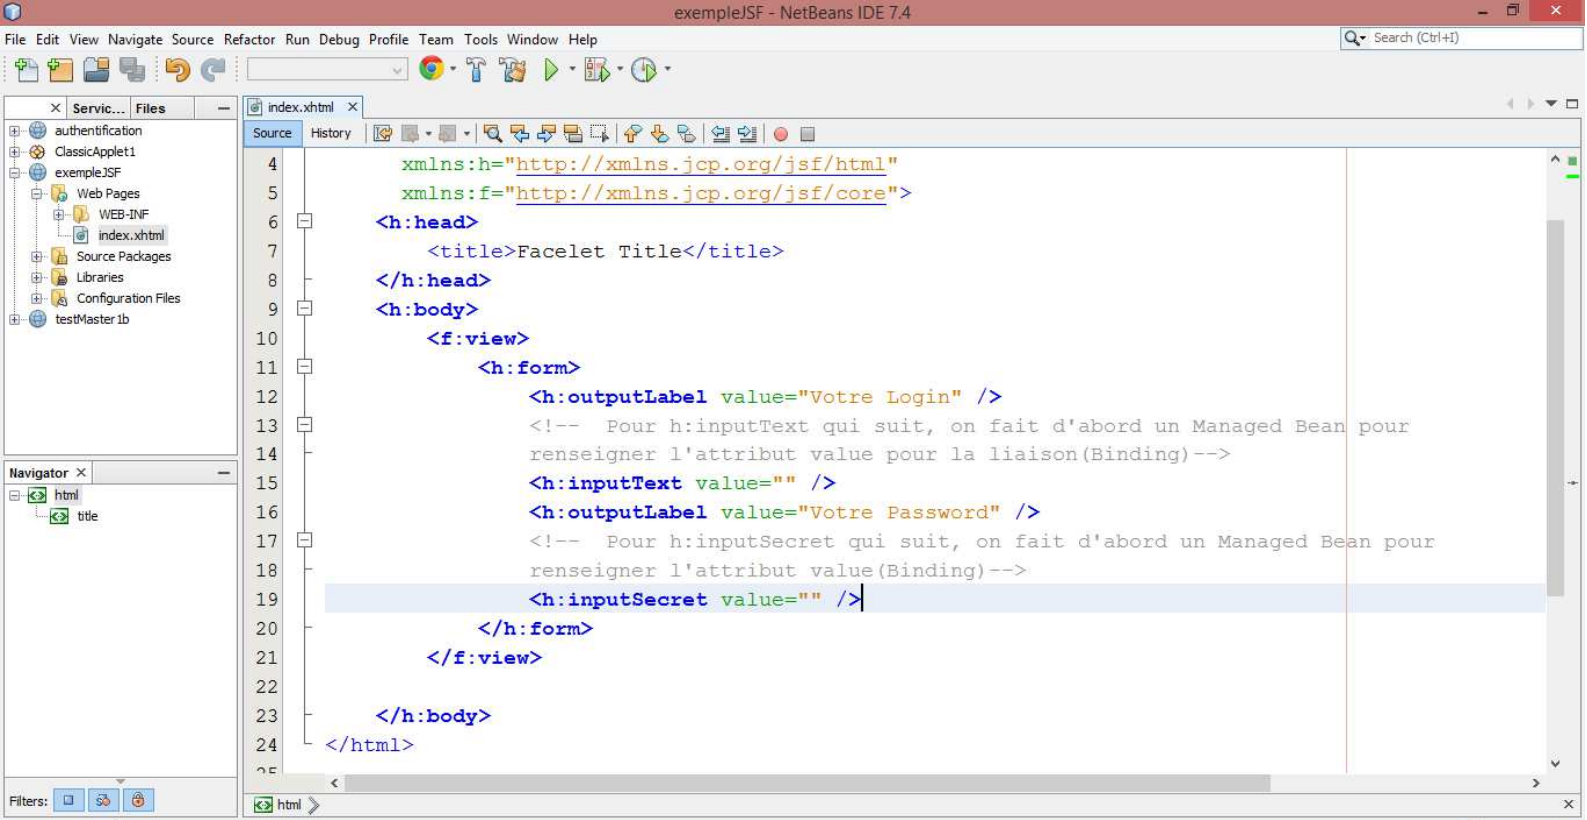 exempleJSF - NetBeans IDE 7.4
File Edit View Navigate Source Refactor Run Debug Profile Team Tools Window Help
Search (Ctrl+I)
Servic... Files
index.xhtml
authentification
ClassicApplet1
exempleJSF
Web Pages
WEB-INF
index.xhtml
Source Packages
Libraries
Configuration Files
testMaster1b
Navigator
html
title
Filters:
Source History
4 xmlns:h="http://xmlns.jcp.org/jsf/html"
5 xmlns:f="http://xmlns.jcp.org/jsf/core">
6 <h:head>
7 <title>Facelet Title</title>
8 </h:head>
9 <h:body>
10 <f:view>
11 <h:form>
12 <h:outputLabel value="Votre Login" />
13 <!-- Pour h:inputText qui suit, on fait d'abord un Managed Bean pour
14 renseigner l'attribut value pour la liaison(Binding)-->
15 <h:inputText value="" />
16 <h:outputLabel value="Votre Password" />
17 <!-- Pour h:inputSecret qui suit, on fait d'abord un Managed Bean pour
18 renseigner l'attribut value(Binding)-->
19 <h:inputSecret value="" />
20 </h:form>
21 </f:view>
22
23 </h:body>
24 </html>
html